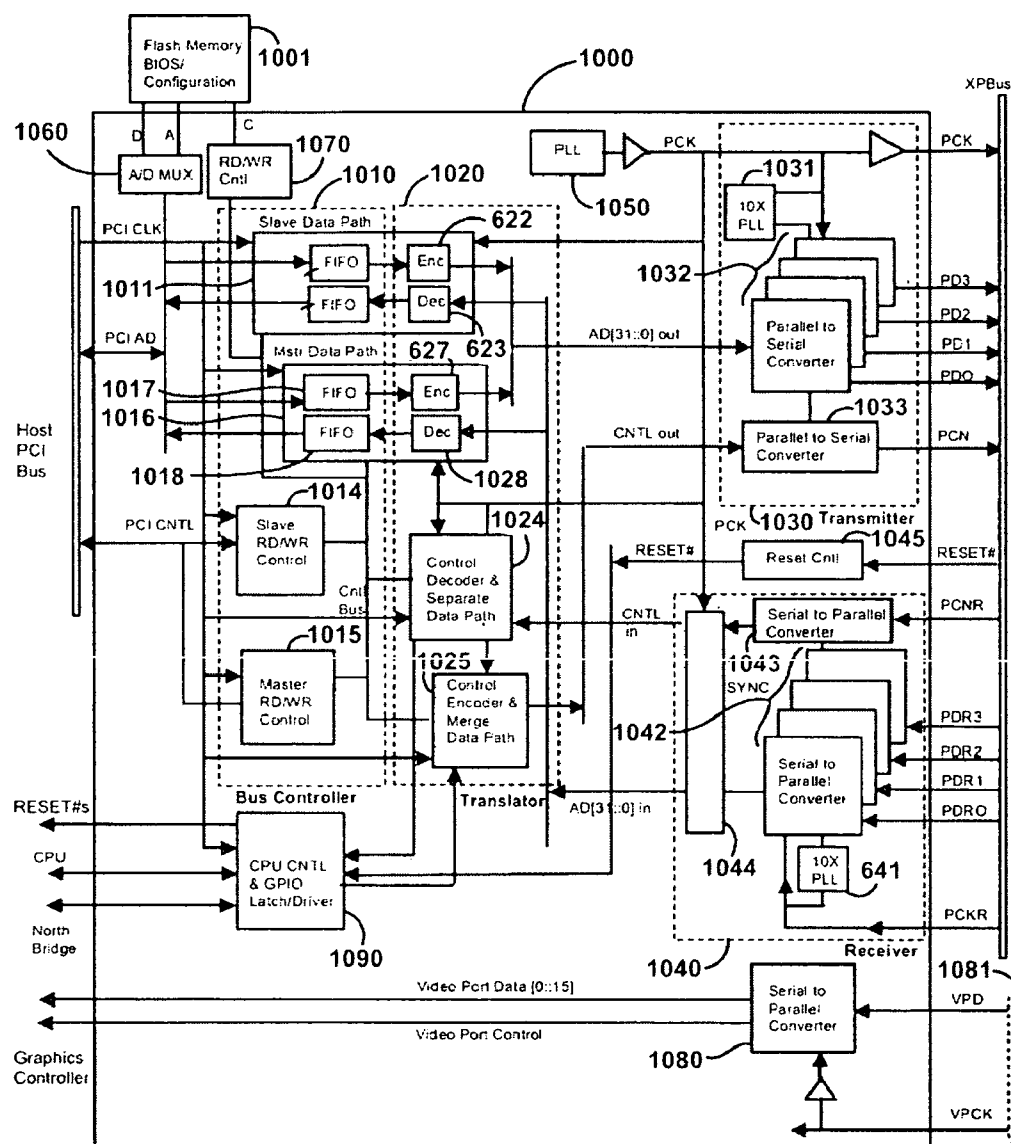 Flash Memory
BIOS/
Configuration
1001
1000
XPBus
1060
D
A
C
1070
A/D MUX
RD/WR
Cntl
1010
1020
PLL
1050
PCK
PCK
1031
10X
PLL
PCI CLK
Slave Data Path
622
FIFO
Enc
1011
FIFO
Dec
623
1032
PD3
PD2
PD1
PDO
Parallel to
Serial
Converter
AD[31::0] out
PCI AD
Mstr Data Path
627
1017
FIFO
Enc
1016
FIFO
Dec
1018
1028
Host
PCI
Bus
CNTL out
1033
Parallel to Serial
Converter
PCN
PCI CNTL
1014
Slave
RD/WR
Control
1024
Control
Decoder &
Separate
Data Path
PCK
1030
Transmitter
1045
RESET#
Reset Cntl
RESET#
Cntl
Bus
CNTL
in
Serial to Parallel
Converter
PCNR
1043
1015
Master
RD/WR
Control
1025
Control
Encoder &
Merge
Data Path
SYNC
1042
PDR3
PDR2
PDR1
PDRO
Serial to
Parallel
Converter
Bus Controller
Translator
AD[31::0] in
RESET#s
CPU
North
Bridge
CPU CNTL
& GPIO
Latch/Driver
1090
1044
10X
PLL
641
PCKR
1040
Receiver
1081
Video Port Data [0::15]
Serial to
Parallel
Converter
VPD
Video Port Control
1080
Graphics
Controller
VPCK